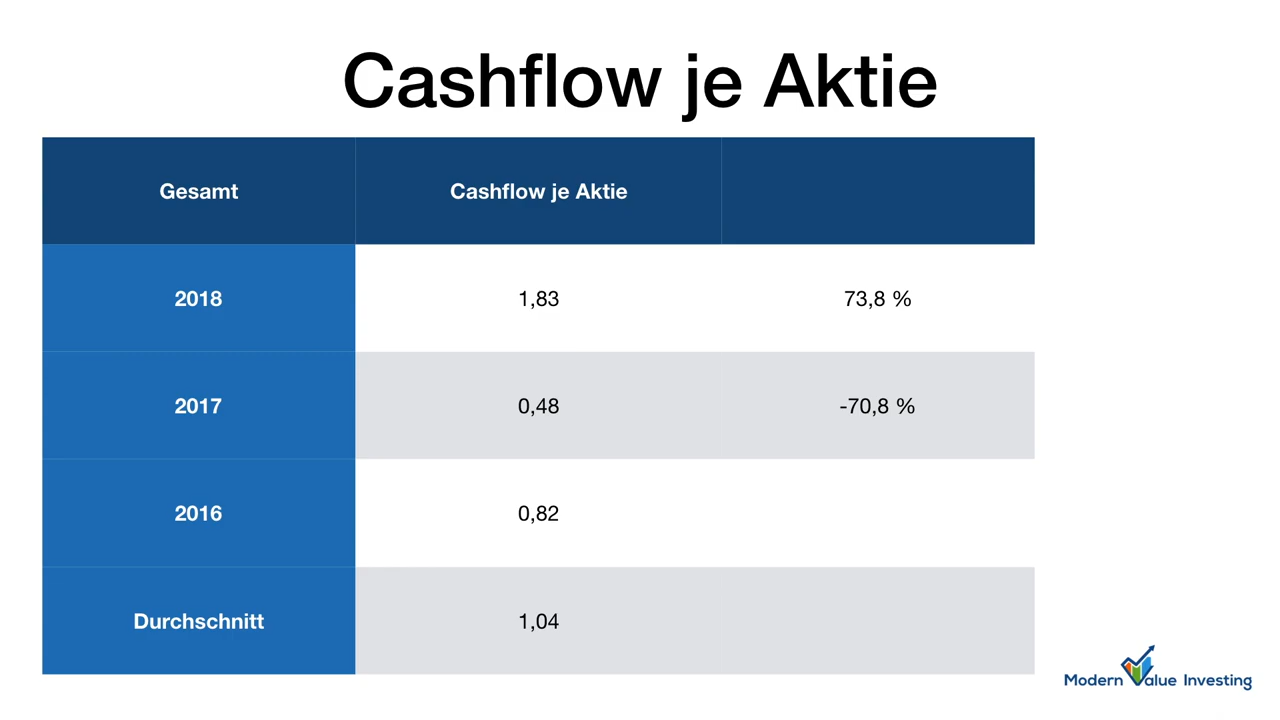 Cashflow je Aktie
Gesamt Cashflow je Aktie
2018 1,83 73,8 %
2017 0,48 -70,8 %
2016 0,82
Durchschnitt 1,04
Modern Value Investing